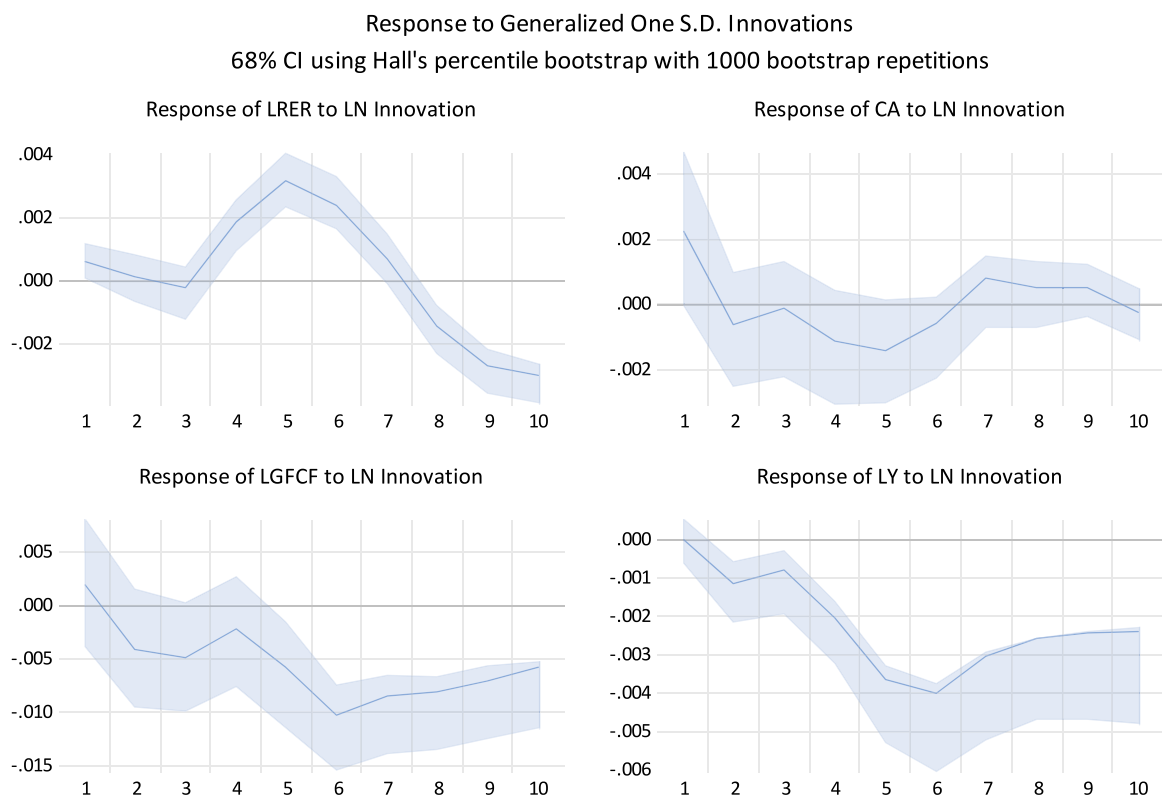 Response to Generalized One S.D. Innovations
68% CI using Hall's percentile bootstrap with 1000 bootstrap repetitions
Response of LRER to LN Innovation
.004
.002
.000
-.002
1 2 3 4 5 6 7 8 9 10
Response of CA to LN Innovation
.004
.002
.000
-.002
1 2 3 4 5 6 7 8 9 10
Response of LGFCF to LN Innovation
.005
.000
-.005
-.010
-.015
1 2 3 4 5 6 7 8 9 10
Response of LY to LN Innovation
.000
-.001
-.002
-.003
-.004
-.005
-.006
1 2 3 4 5 6 7 8 9 10